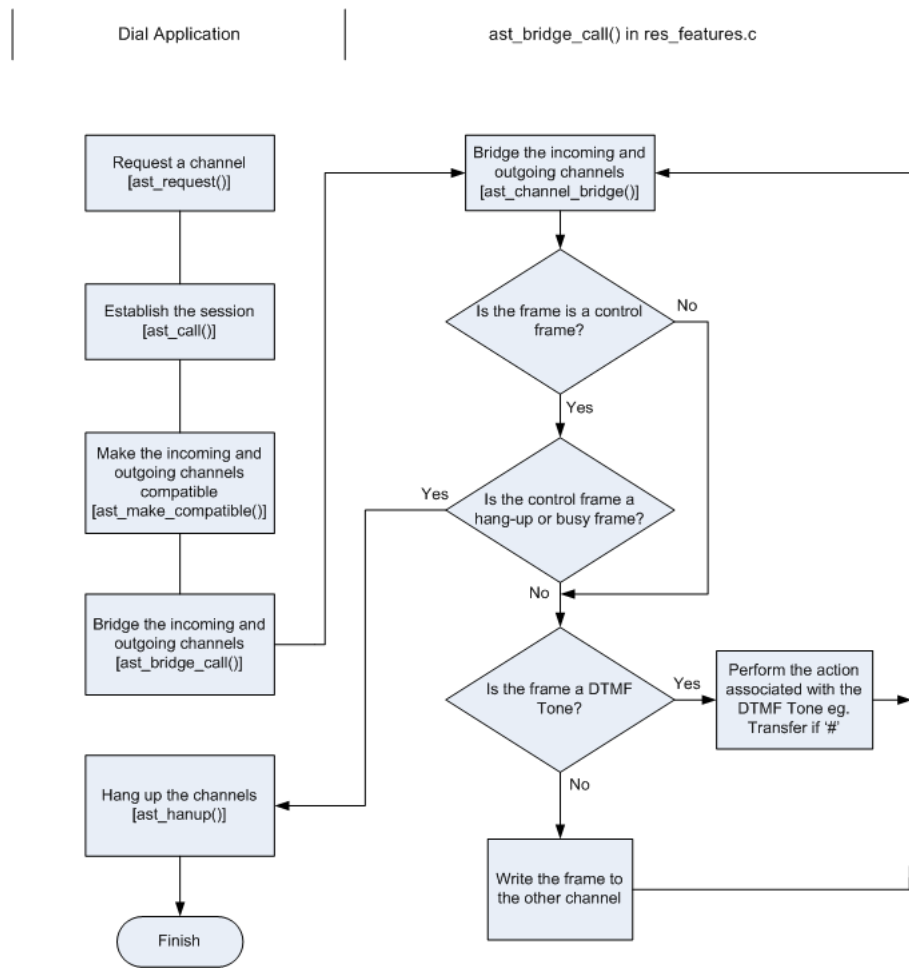 Dial Application
ast_bridge_call() in res_features.c
Request a channel
[ast_request()]
Establish the session
[ast_call()]
Make the incoming and
outgoing channels
compatible
[ast_make_compatible()]
Bridge the incoming and
outgoing channels
[ast_bridge_call()]
Hang up the channels
[ast_hanup()]
Finish
Bridge the incoming and
outgoing channels
[ast_channel_bridge()]
Is the frame is a control
frame?
No
Yes
Is the control frame a
hang-up or busy frame?
Yes
No
Is the frame a DTMF
Tone?
Yes
Perform the action
associated with the
DTMF Tone eg.
Transfer if '#'
No
Write the frame to
the other channel